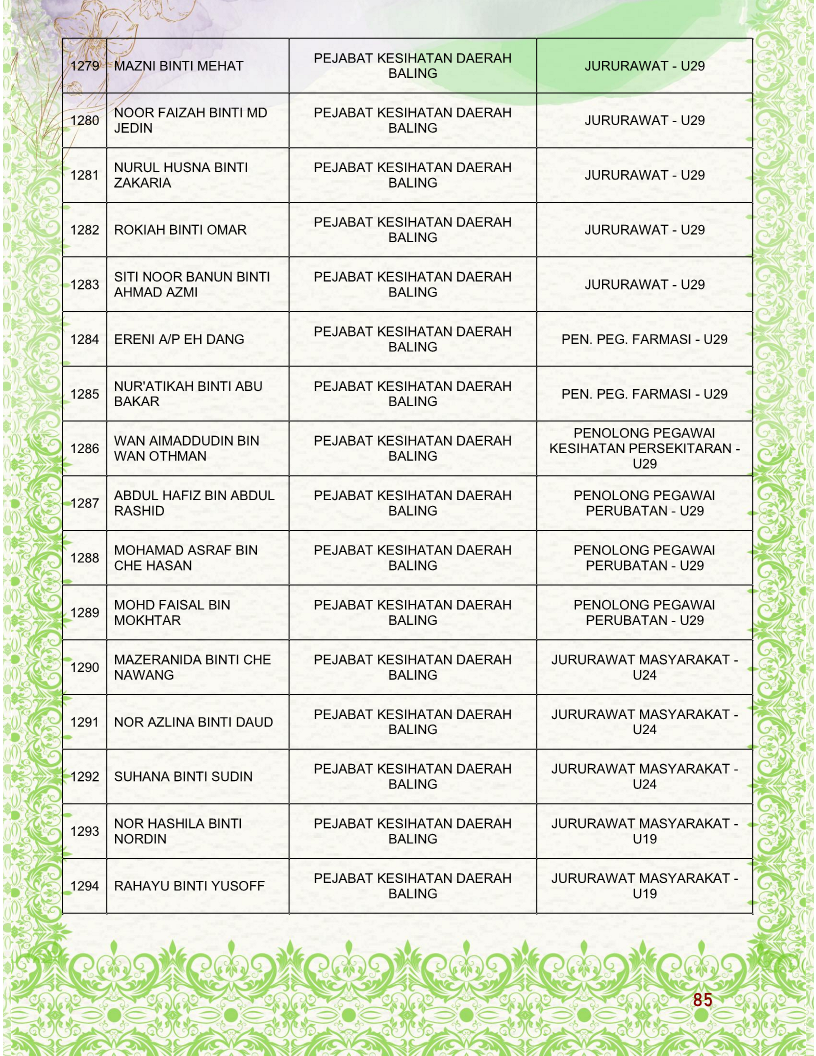 1279 MAZNI BINTI MEHAT PEJABAT KESIHATAN DAERAH BALING JURURAWAT - U29
1280 NOOR FAIZAH BINTI MD JEDIN PEJABAT KESIHATAN DAERAH BALING JURURAWAT - U29
1281 NURUL HUSNA BINTI ZAKARIA PEJABAT KESIHATAN DAERAH BALING JURURAWAT - U29
1282 ROKIAH BINTI OMAR PEJABAT KESIHATAN DAERAH BALING JURURAWAT - U29
1283 SITI NOOR BANUN BINTI AHMAD AZMI PEJABAT KESIHATAN DAERAH BALING JURURAWAT - U29
1284 ERENI A/P EH DANG PEJABAT KESIHATAN DAERAH BALING PEN. PEG. FARMASI - U29
1285 NUR'ATIKAH BINTI ABU BAKAR PEJABAT KESIHATAN DAERAH BALING PEN. PEG. FARMASI - U29
1286 WAN AIMADDUDIN BIN WAN OTHMAN PEJABAT KESIHATAN DAERAH BALING PENOLONG PEGAWAI KESIHATAN PERSEKITARAN - U29
1287 ABDUL HAFIZ BIN ABDUL RASHID PEJABAT KESIHATAN DAERAH BALING PENOLONG PEGAWAI PERUBATAN - U29
1288 MOHAMAD ASRAF BIN CHE HASAN PEJABAT KESIHATAN DAERAH BALING PENOLONG PEGAWAI PERUBATAN - U29
1289 MOHD FAISAL BIN MOKHTAR PEJABAT KESIHATAN DAERAH BALING PENOLONG PEGAWAI PERUBATAN - U29
1290 MAZERANIDA BINTI CHE NAWANG PEJABAT KESIHATAN DAERAH BALING JURURAWAT MASYARAKAT - U24
1291 NOR AZLINA BINTI DAUD PEJABAT KESIHATAN DAERAH BALING JURURAWAT MASYARAKAT - U24
1292 SUHANA BINTI SUDIN PEJABAT KESIHATAN DAERAH BALING JURURAWAT MASYARAKAT - U24
1293 NOR HASHILA BINTI NORDIN PEJABAT KESIHATAN DAERAH BALING JURURAWAT MASYARAKAT - U19
1294 RAHAYU BINTI YUSOFF PEJABAT KESIHATAN DAERAH BALING JURURAWAT MASYARAKAT - U19
85